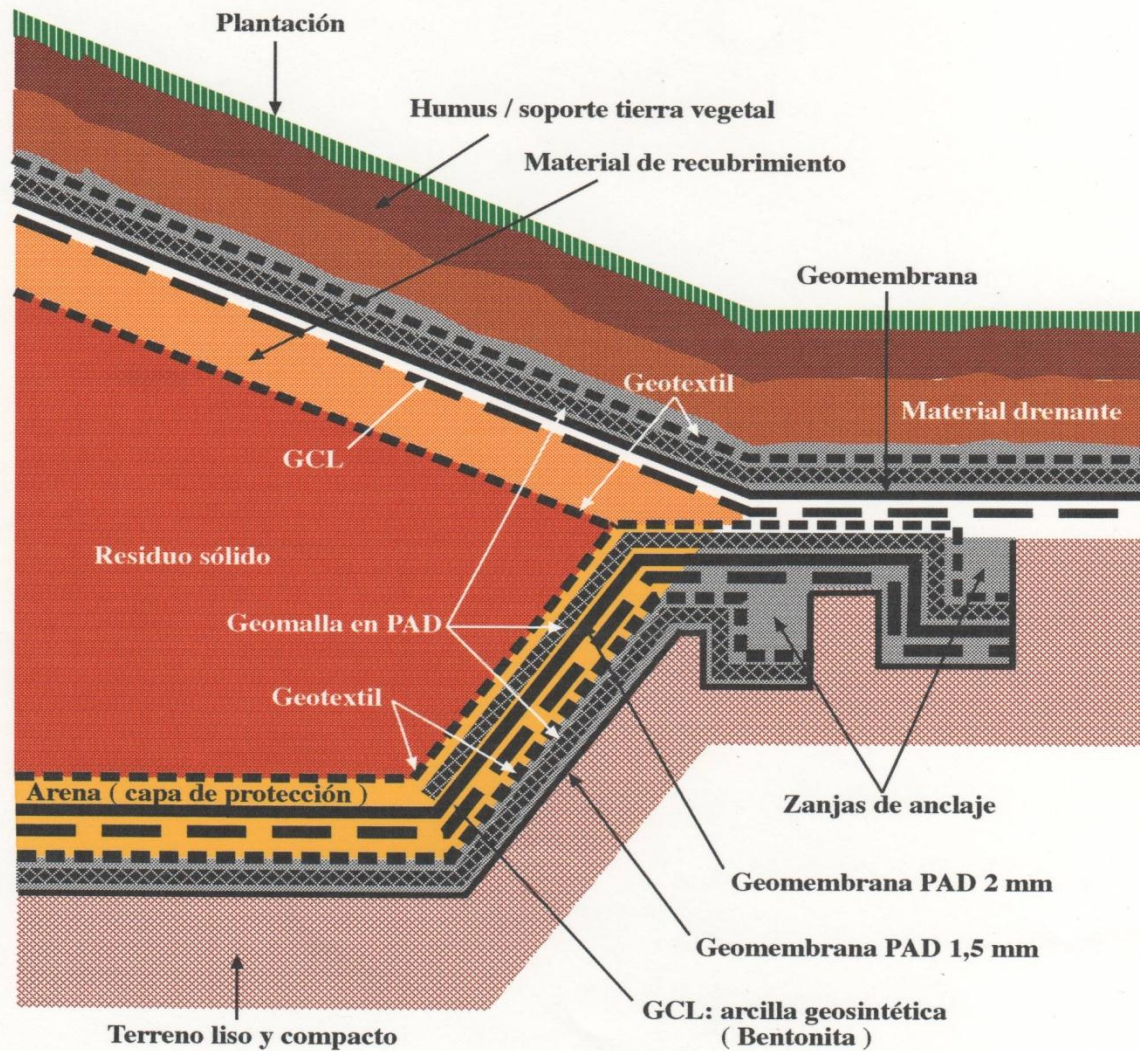 Plantación
Humus / soporte tierra vegetal
Material de recubrimiento
Geomembrana
Geotextil
Material drenante
GCL
Residuo sólido
Geomalla en PAD
Geotextil
Arena ( capa de protección )
Zanjas de anclaje
Geomembrana PAD 2 mm
Geomembrana PAD 1,5 mm
GCL: arcilla geosintética
( Bentonita )
Terreno liso y compacto